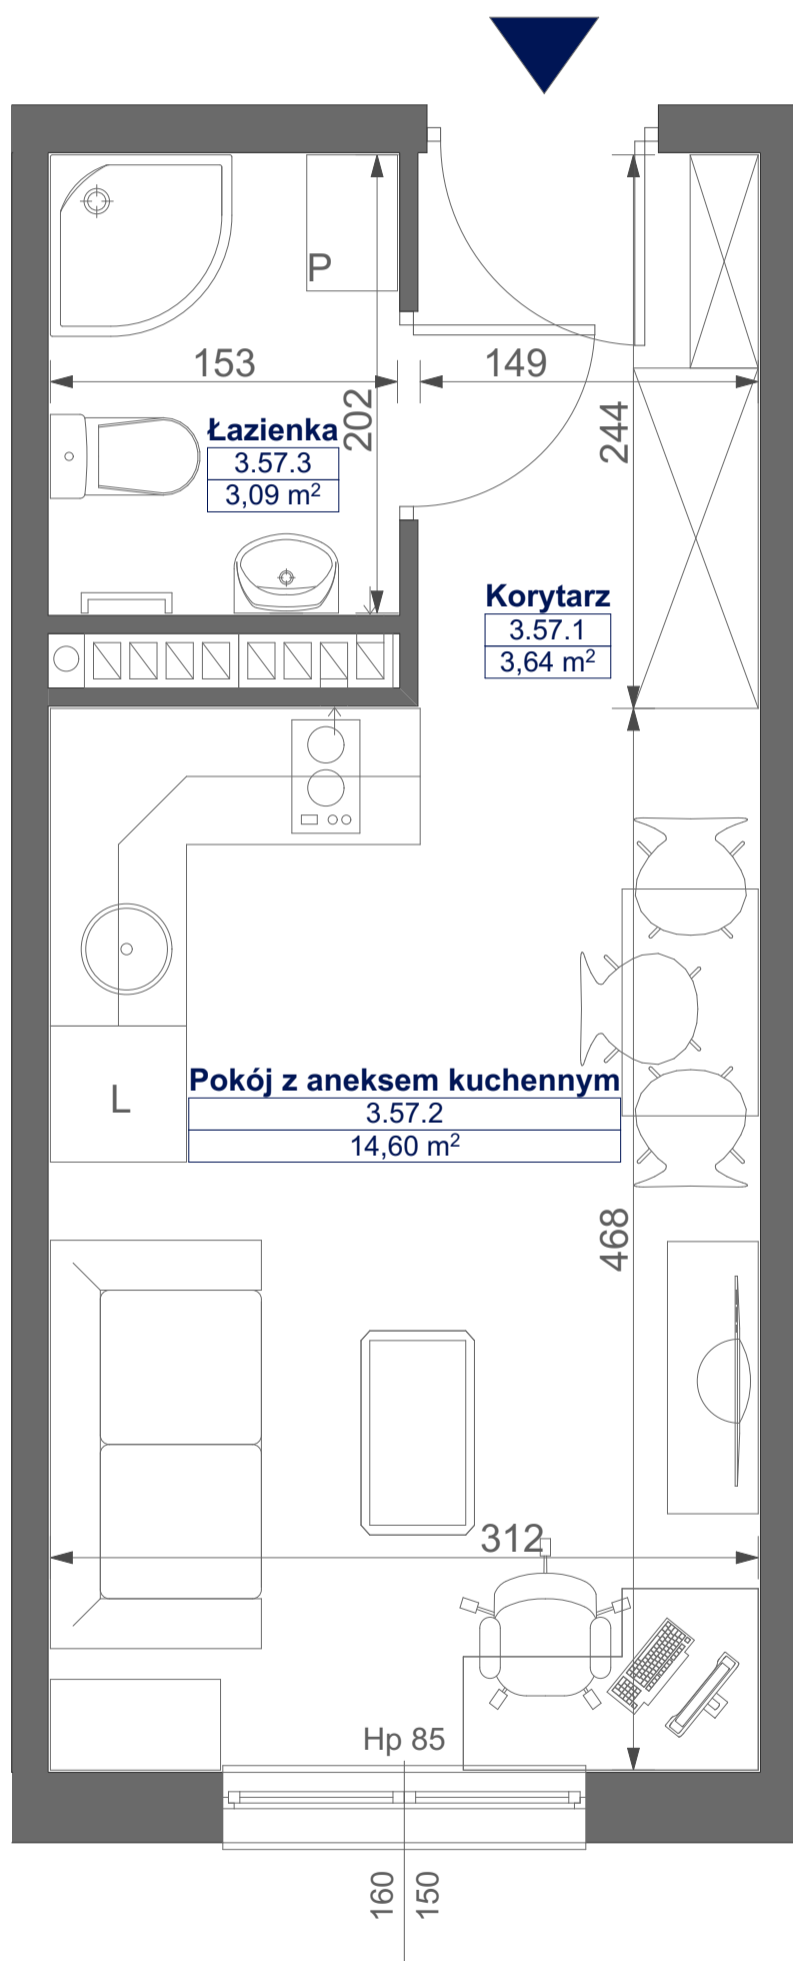 P
153
149
202
244
Łazienka
3.57.3
3,09 m²
Korytarz
3.57.1
3,64 m²
Pokój z aneksem kuchennym
3.57.2
14,60 m²
L
468
312
Hp 85
160
150